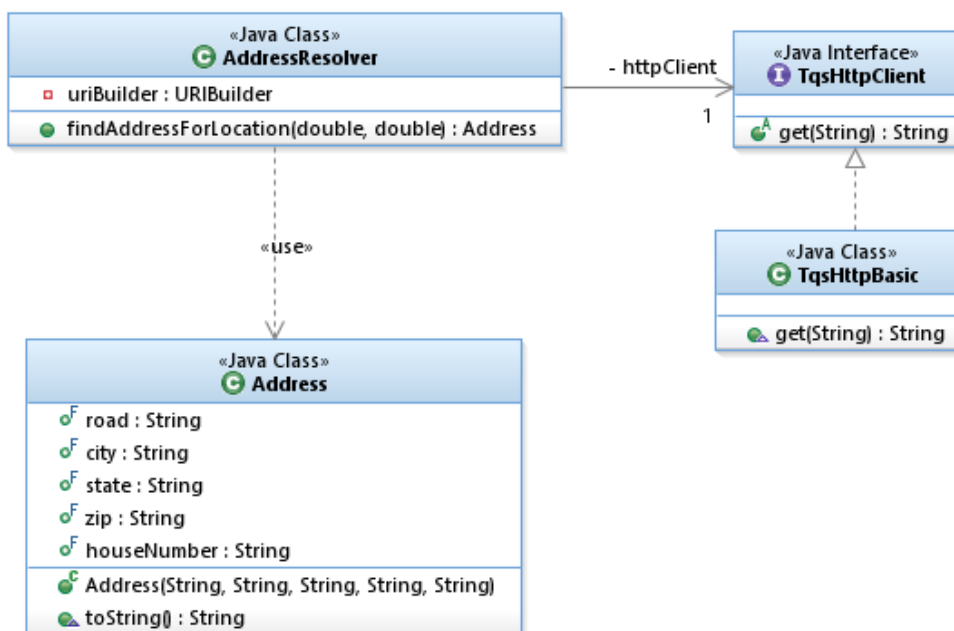 «Java Class»
C AddressResolver
uriBuilder : URIBuilder
findAddressForLocation(double, double) : Address
- httpClient
1
«Java Interface»
I TqsHttpClient
A get(String) : String
«use»
«Java Class»
C TqsHttpBasic
get(String) : String
«Java Class»
C Address
F road : String
F city : String
F state : String
F zip : String
F houseNumber : String
C Address(String, String, String, String, String)
toString() : String